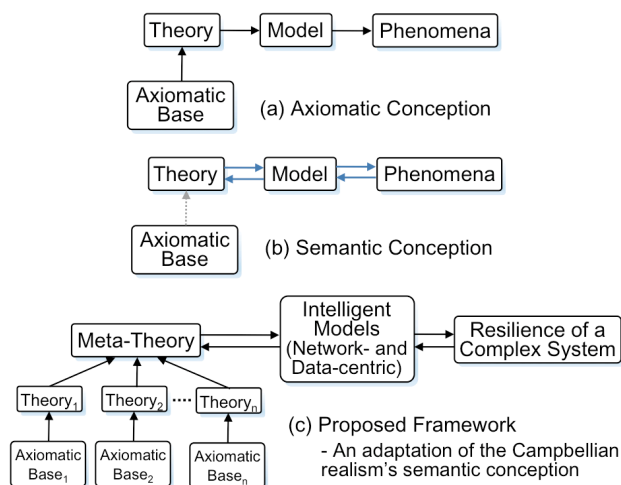 Theory
Model
Phenomena
Axiomatic
Base
(a) Axiomatic Conception
Theory
Model
Phenomena
Axiomatic
Base
(b) Semantic Conception
Meta-Theory
Intelligent
Models
(Network- and
Data-centric)
Resilience of a
Complex System
Theory₁
Theory₂
....
Theoryₙ
Axiomatic
Base₁
Axiomatic
Base₂
Axiomatic
Baseₙ
(c) Proposed Framework
- An adaptation of the Campbellian
realism's semantic conception